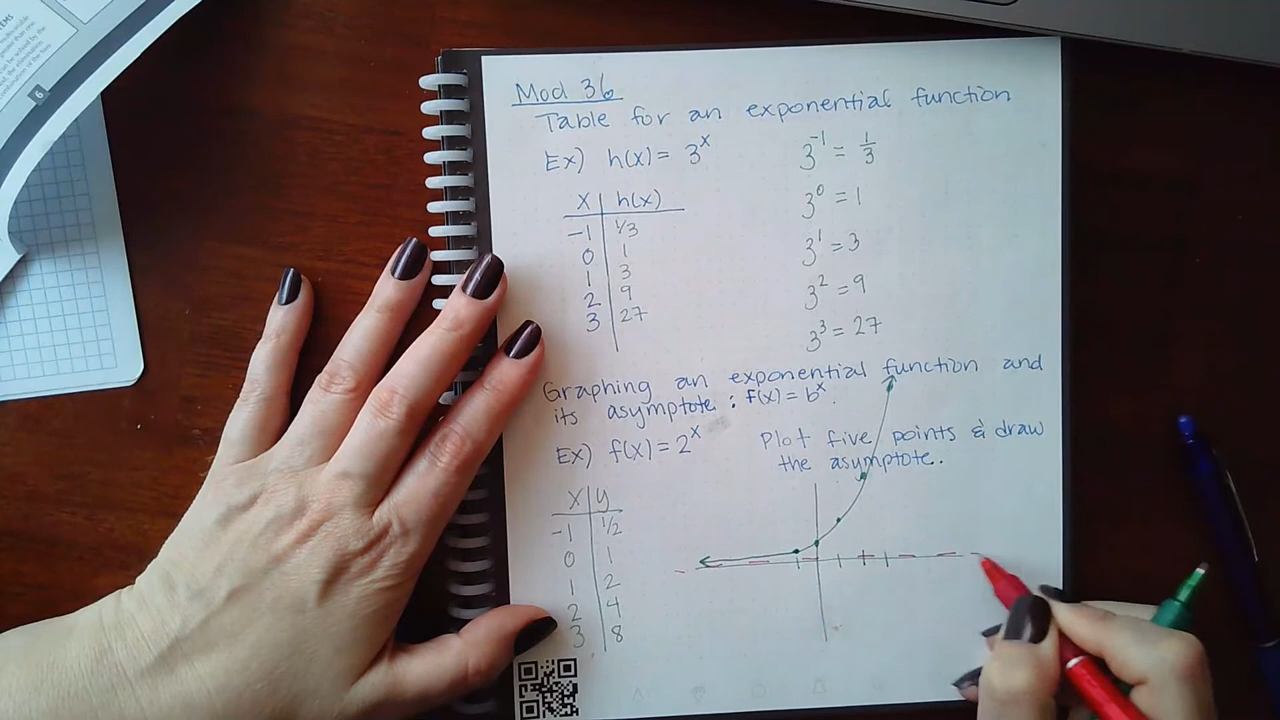 Mod 36
Table for an exponential function
Ex) h(x) = 3^x
x h(x)
-1 1/3
0 1
1 3
2 9
3 27
3^-1 = 1/3
3^0 = 1
3^1 = 3
3^2 = 9
3^3 = 27
Graphing an exponential function and
its asymptote : f(x) = b^x.
Ex) f(x) = 2^x
Plot five points & draw
the asymptote.
x y
-1 1/2
0 1
1 2
2 4
3 8
6